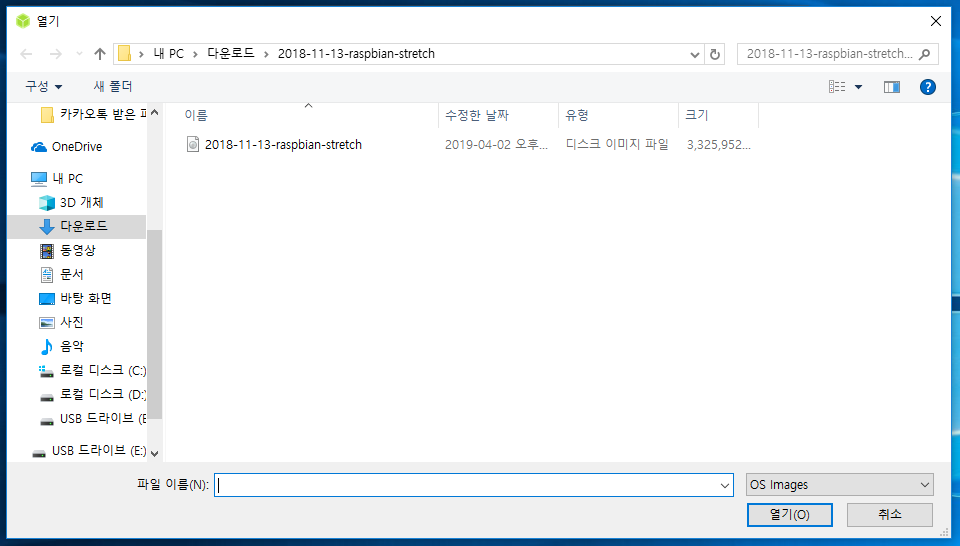 열기
내 PC > 다운로드 > 2018-11-13-raspbian-stretch
2018-11-13-raspbian-stretch...
구성
새 폴더
이름
수정한 날짜
유형
크기
2018-11-13-raspbian-stretch
2019-04-02 오후...
디스크 이미지 파일
3,325,952...
카카오톡 받은 파
OneDrive
내 PC
3D 개체
다운로드
동영상
문서
바탕 화면
사진
음악
로컬 디스크 (C:)
로컬 디스크 (D:)
USB 드라이브 (E
USB 드라이브 (E:)
파일 이름(N):
OS Images
열기(O)
취소